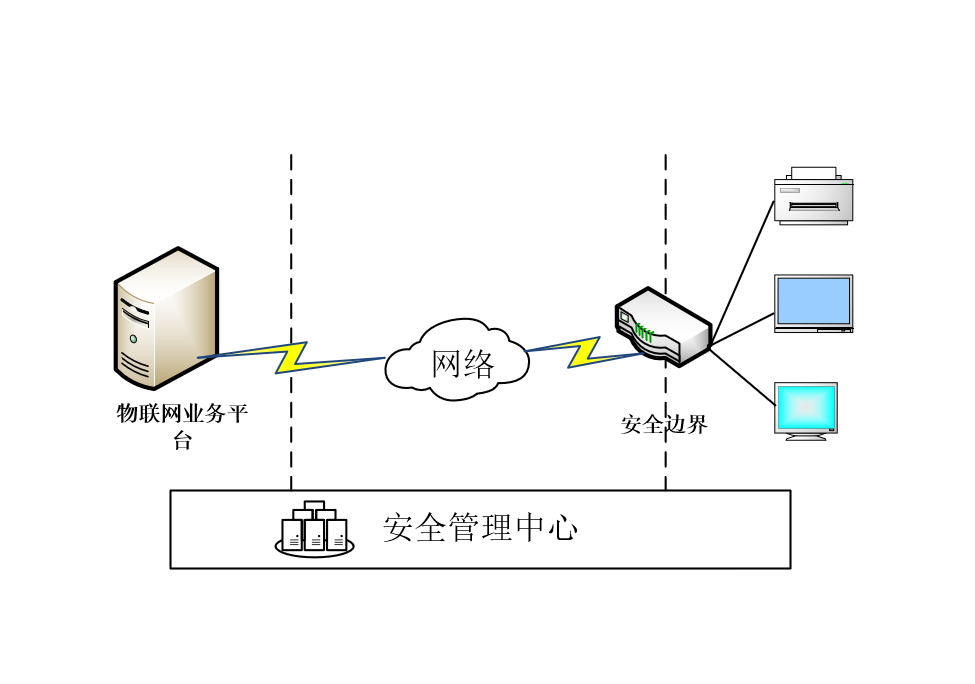 网络
物联网业务平
台
安全边界
安全管理中心